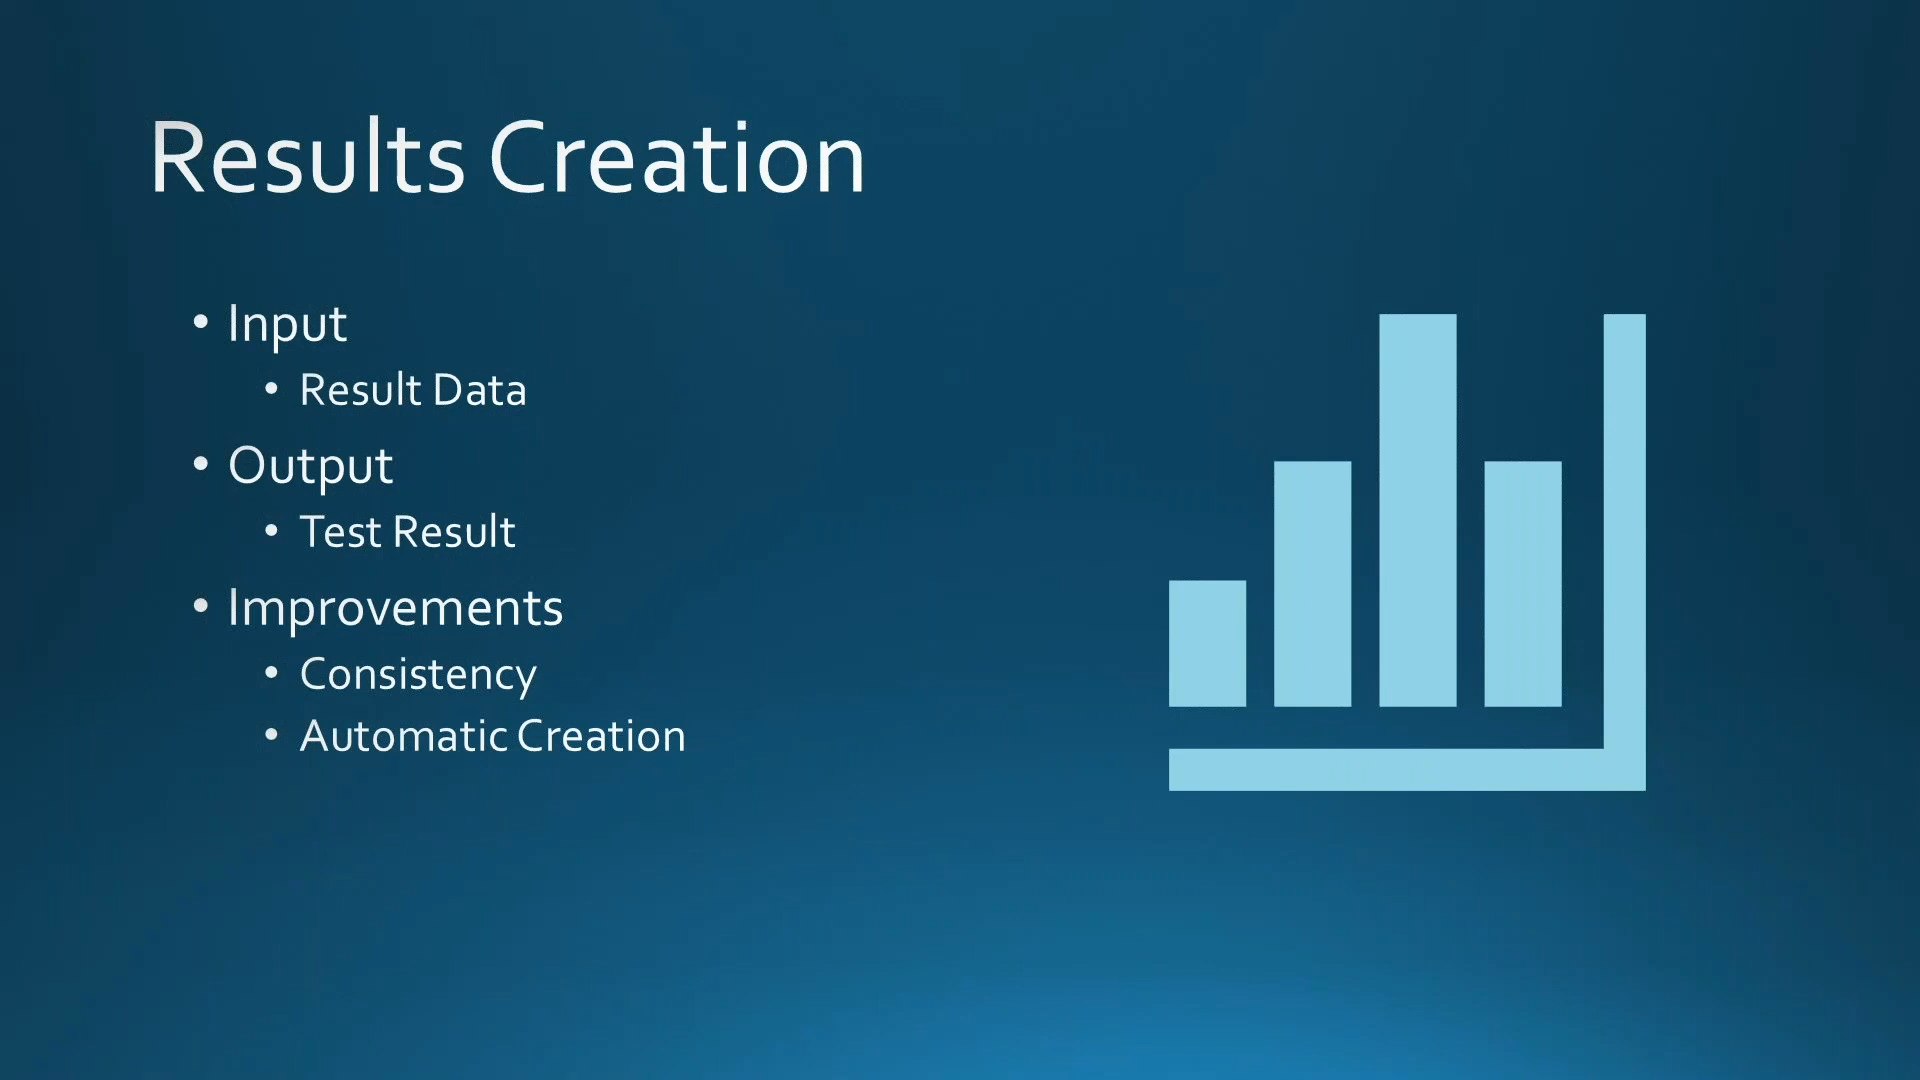 Results Creation
• Input
• Result Data
• Output
• Test Result
• Improvements
• Consistency
• Automatic Creation